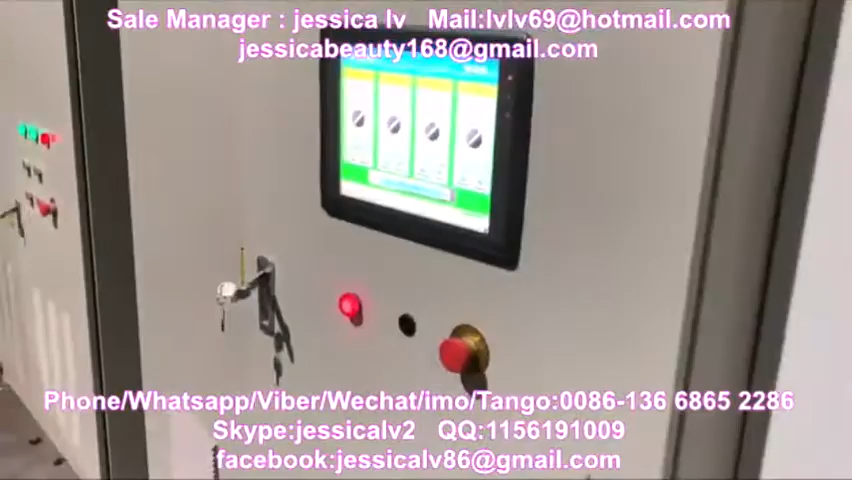 Sale Manager : jessica lv Mail:lvlv69@hotmail.com
jessicabeauty168@gmail.com
Phone/Whatsapp/Viber/Wechat/imo/Tango:0086-136 6865 2286
Skype:jessicalv2 QQ:1156191009
facebook:jessicalv86@gmail.com